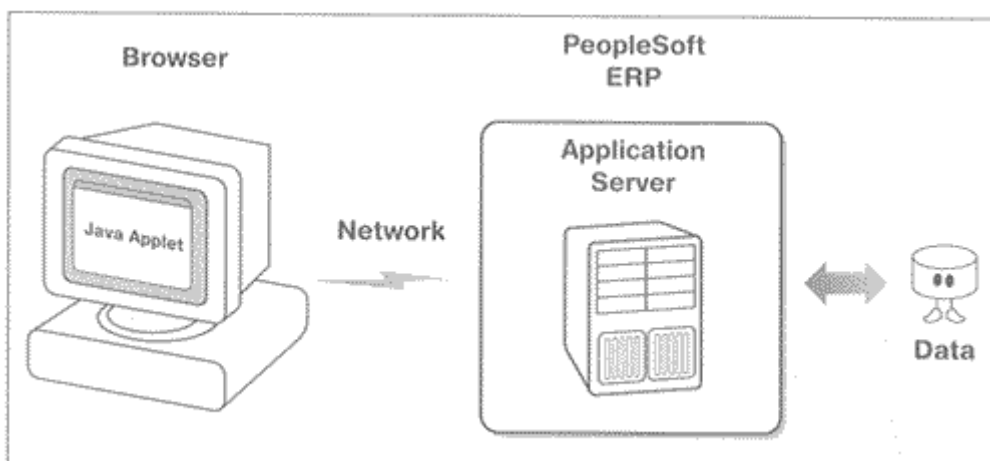 Browser
PeopleSoft
ERP
Application
Server
Java Applet
Network
Data